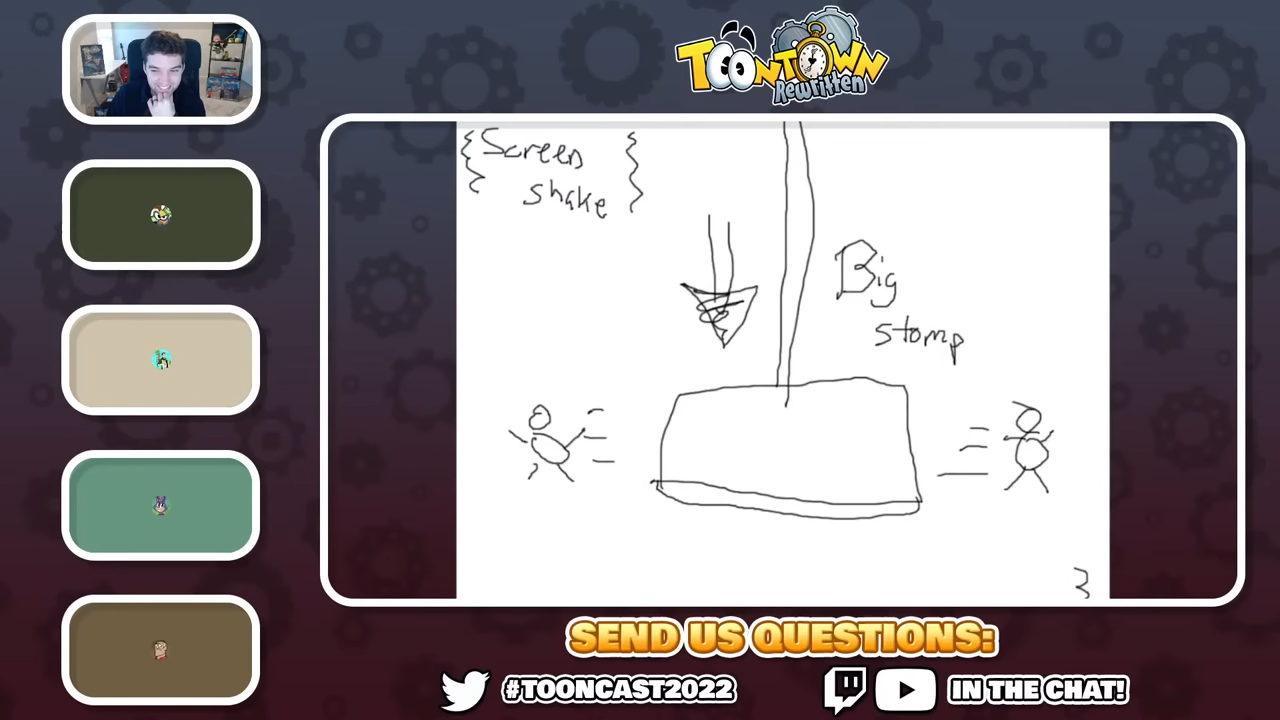 TOONTOWN
Rewritten
Screen
shake
Big
stomp
3
SEND US QUESTIONS:
#TOONCAST2022
IN THE CHAT!